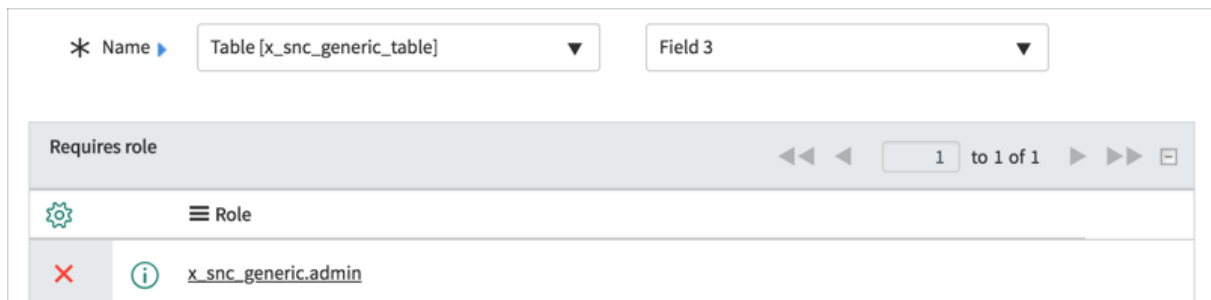 * Name Table [x_snc_generic_table] Field 3
Requires role 1 to 1 of 1
Role
x_snc_generic.admin